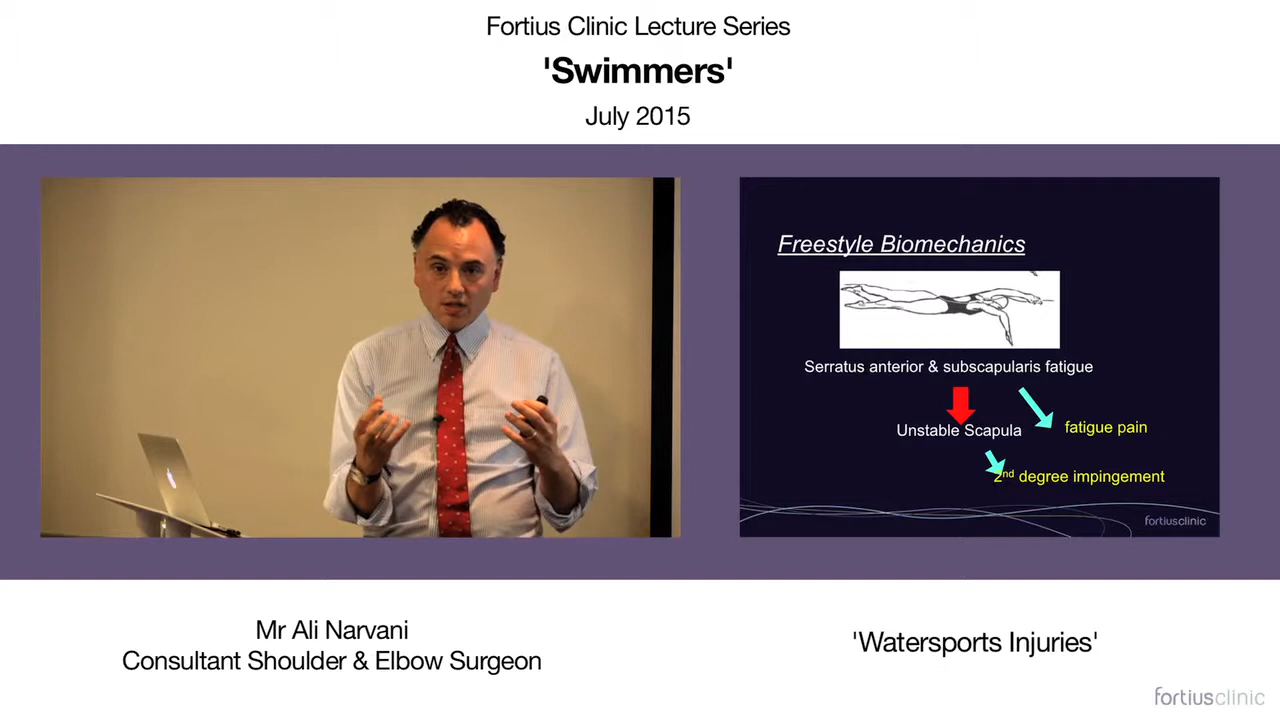 Fortius Clinic Lecture Series
'Swimmers'
July 2015
Freestyle Biomechanics
Serratus anterior & subscapularis fatigue
Unstable Scapula
fatigue pain
2nd degree impingement
fortiusclinic
Mr Ali Narvani
Consultant Shoulder & Elbow Surgeon
'Watersports Injuries'
fortiusclinic